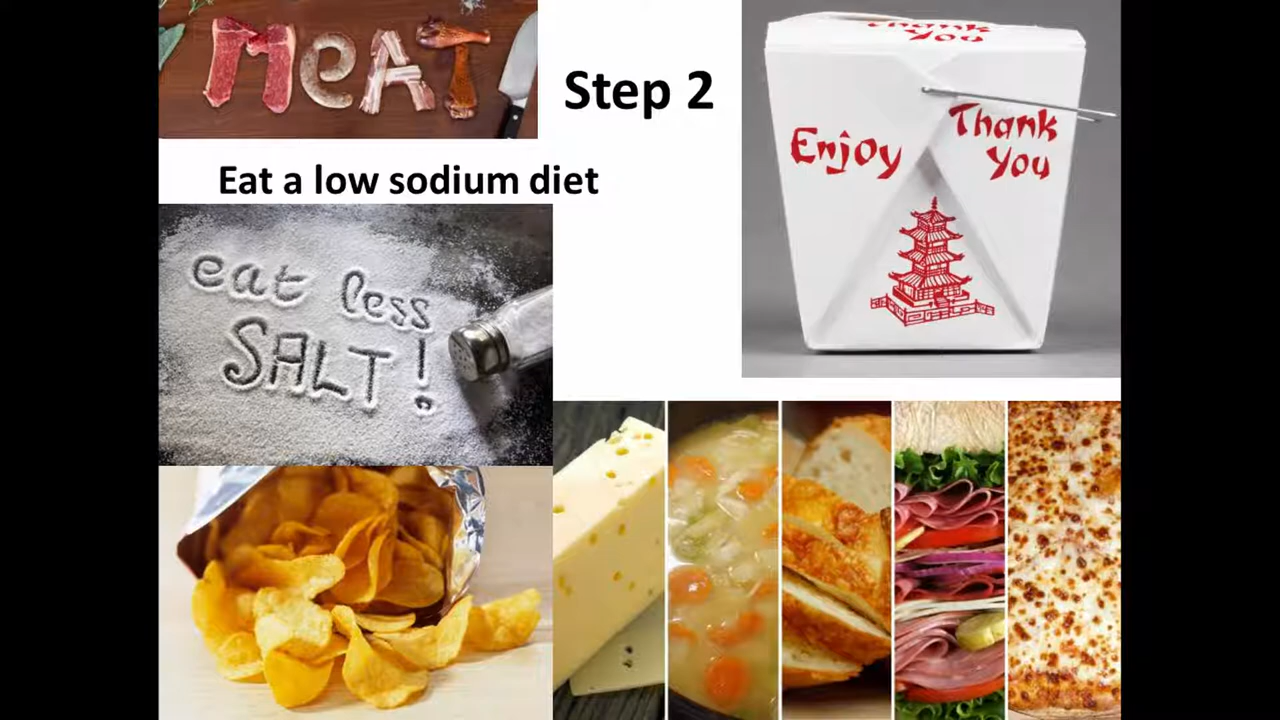 MeAT
Step 2
Eat a low sodium diet
eat less
SALT!
Thank
You
Enjoy
Thank
You